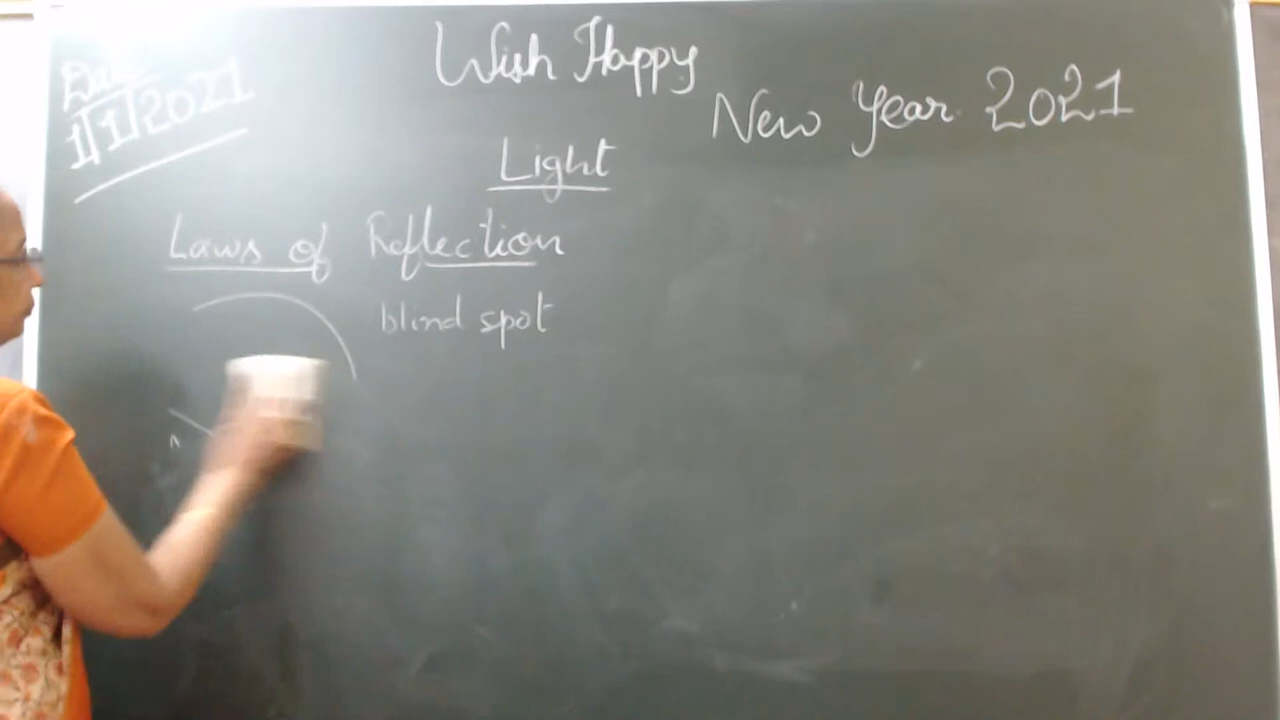 Date
1/1/2021
Wish Happy
New Year 2021
Light
Laws of Reflection
blind spot